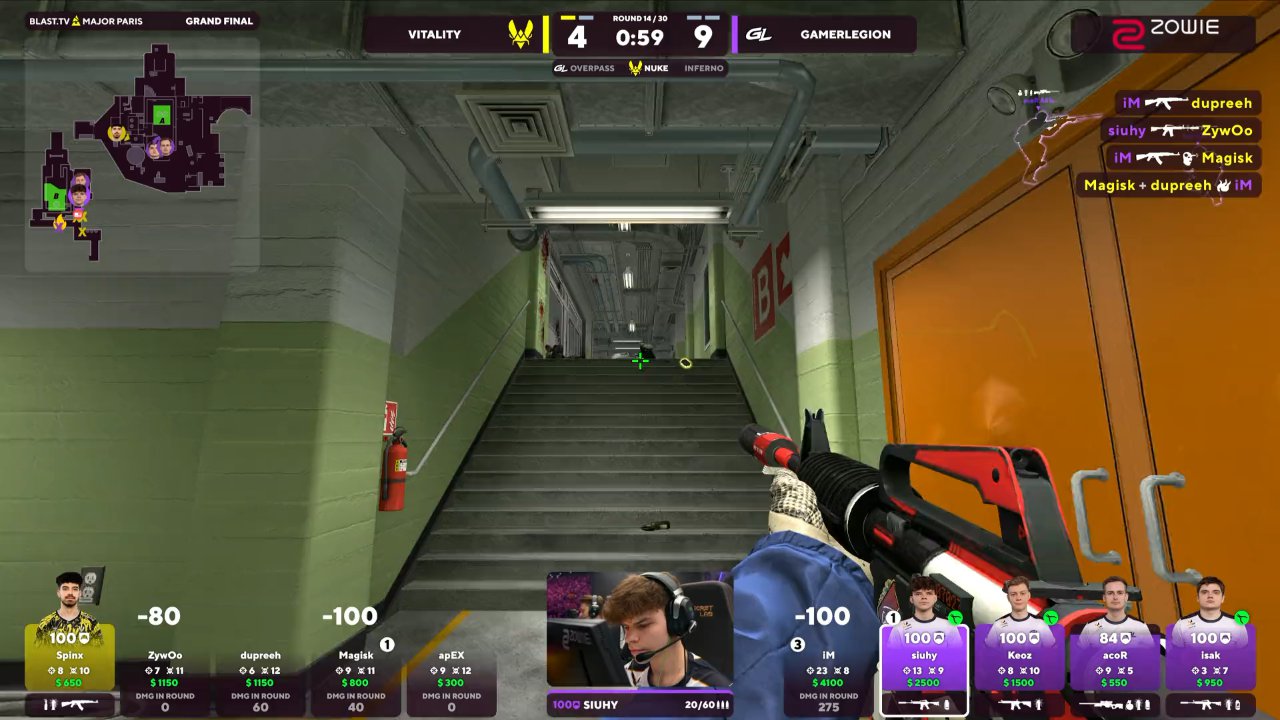 BLAST.TV MAJOR PARIS GRAND FINAL
VITALITY 4 ROUND 14 / 30 0:59 9 GL GAMERLEGION
GL OVERPASS NUKE INFERNO
ZOWIE
iM dupreeh
siuhy ZywOo
iM Magisk
Magisk + dupreeh iM
A
B
B
-80 -100 -100
1 3 1
100 Spinx 8 10 $650
ZywOo 7 11 $1150 DMG IN ROUND 0
dupreeh 6 12 $1150 DMG IN ROUND 60
Magisk 9 11 $800 DMG IN ROUND 40
apEX 9 12 $300 DMG IN ROUND 0
ZOWIE
100 SIUHY 20/60
iM 23 8 $4100 DMG IN ROUND 275
100 siuhy 13 9 $2500
100 Keoz 8 10 $1500
84 acoR 9 5 $550
100 isak 3 7 $950